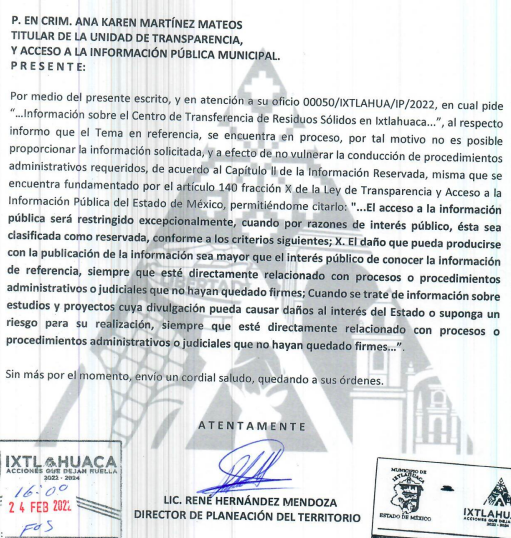 P. EN CRIM. ANA KAREN MARTÍNEZ MATEOS
TITULAR DE LA UNIDAD DE TRANSPARENCIA,
Y ACCESO A LA INFORMACIÓN PÚBLICA MUNICIPAL.
P R E S E N T E:
Por medio del presente escrito, y en atención a su oficio 00050/IXTLAHUA/IP/2022, en cual pide
“...Información sobre el Centro de Transferencia de Residuos Sólidos en Ixtlahuaca...”, al respecto
informo que el Tema en referencia, se encuentra en proceso, por tal motivo no es posible
proporcionar la información solicitada, y a efecto de no vulnerar la conducción de procedimientos
administrativos requeridos, de acuerdo al Capítulo II de la Información Reservada, misma que se
encuentra fundamentado por el artículo 140 fracción X de la Ley de Transparencia y Acceso a la
Información Pública del Estado de México, permitiéndome citarlo: "...El acceso a la información
pública será restringido excepcionalmente, cuando por razones de interés público, ésta sea
clasificada como reservada, conforme a los criterios siguientes; X. El daño que pueda producirse
con la publicación de la información sea mayor que el interés público de conocer la información
de referencia, siempre que esté directamente relacionado con procesos o procedimientos
administrativos o judiciales que no hayan quedado firmes; Cuando se trate de información sobre
estudios y proyectos cuya divulgación pueda causar daños al interés del Estado o suponga un
riesgo para su realización, siempre que esté directamente relacionado con procesos o
procedimientos administrativos o judiciales que no hayan quedado firmes...”.
LIBERTAD
Sin más por el momento, envío un cordial saludo, quedando a sus órdenes.
A T E N T A M E N T E
LIC. RENÉ HERNÁNDEZ MENDOZA
DIRECTOR DE PLANEACIÓN DEL TERRITORIO
IXTLAHUACA
ACCIONES QUE DEJAN HUELLA
2022 - 2024
16:00
24 FEB 2022
MUNICIPIO DE
IXTLAHUACA
ESTADO DE MÉXICO
IXTLAHU